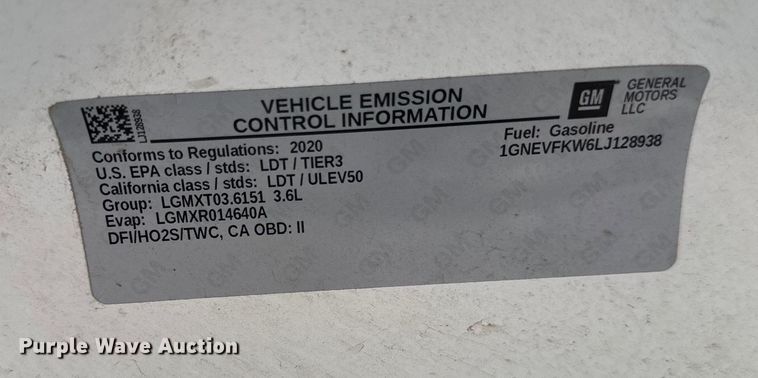 VEHICLE EMISSION
CONTROL INFORMATION
GM
GENERAL
MOTORS
LLC
LJ128938
Conforms to Regulations: 2020
U.S. EPA class / stds: LDT / TIER3
California class / stds: LDT / ULEV50
Group: LGMXT03.6151 3.6L
Evap: LGMXR014640A
DFI/HO2S/TWC, CA OBD: II
Fuel: Gasoline
1GNEVFKW6LJ128938
Purple Wave Auction